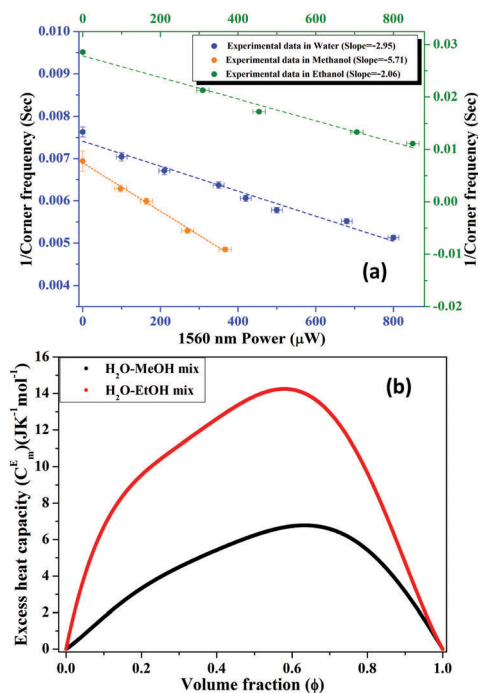 0 200 400 600 800
0.010
0.009
0.008
0.007
0.006
0.005
0.004
1/Corner frequency (Sec)
Experimental data in Water (Slope=-2.95)
Experimental data in Methanol (Slope=-5.71)
Experimental data in Ethanol (Slope=-2.06)
0.03
0.02
0.01
0.00
-0.01
-0.02
1/Corner frequency (Sec)
(a)
0 200 400 600 800
1560 nm Power (μW)
16
14
12
10
8
6
4
2
0
Excess heat capacity (C^E_m)(JK⁻¹mol⁻¹)
H₂O-MeOH mix
H₂O-EtOH mix
(b)
0.0 0.2 0.4 0.6 0.8 1.0
Volume fraction (ϕ)